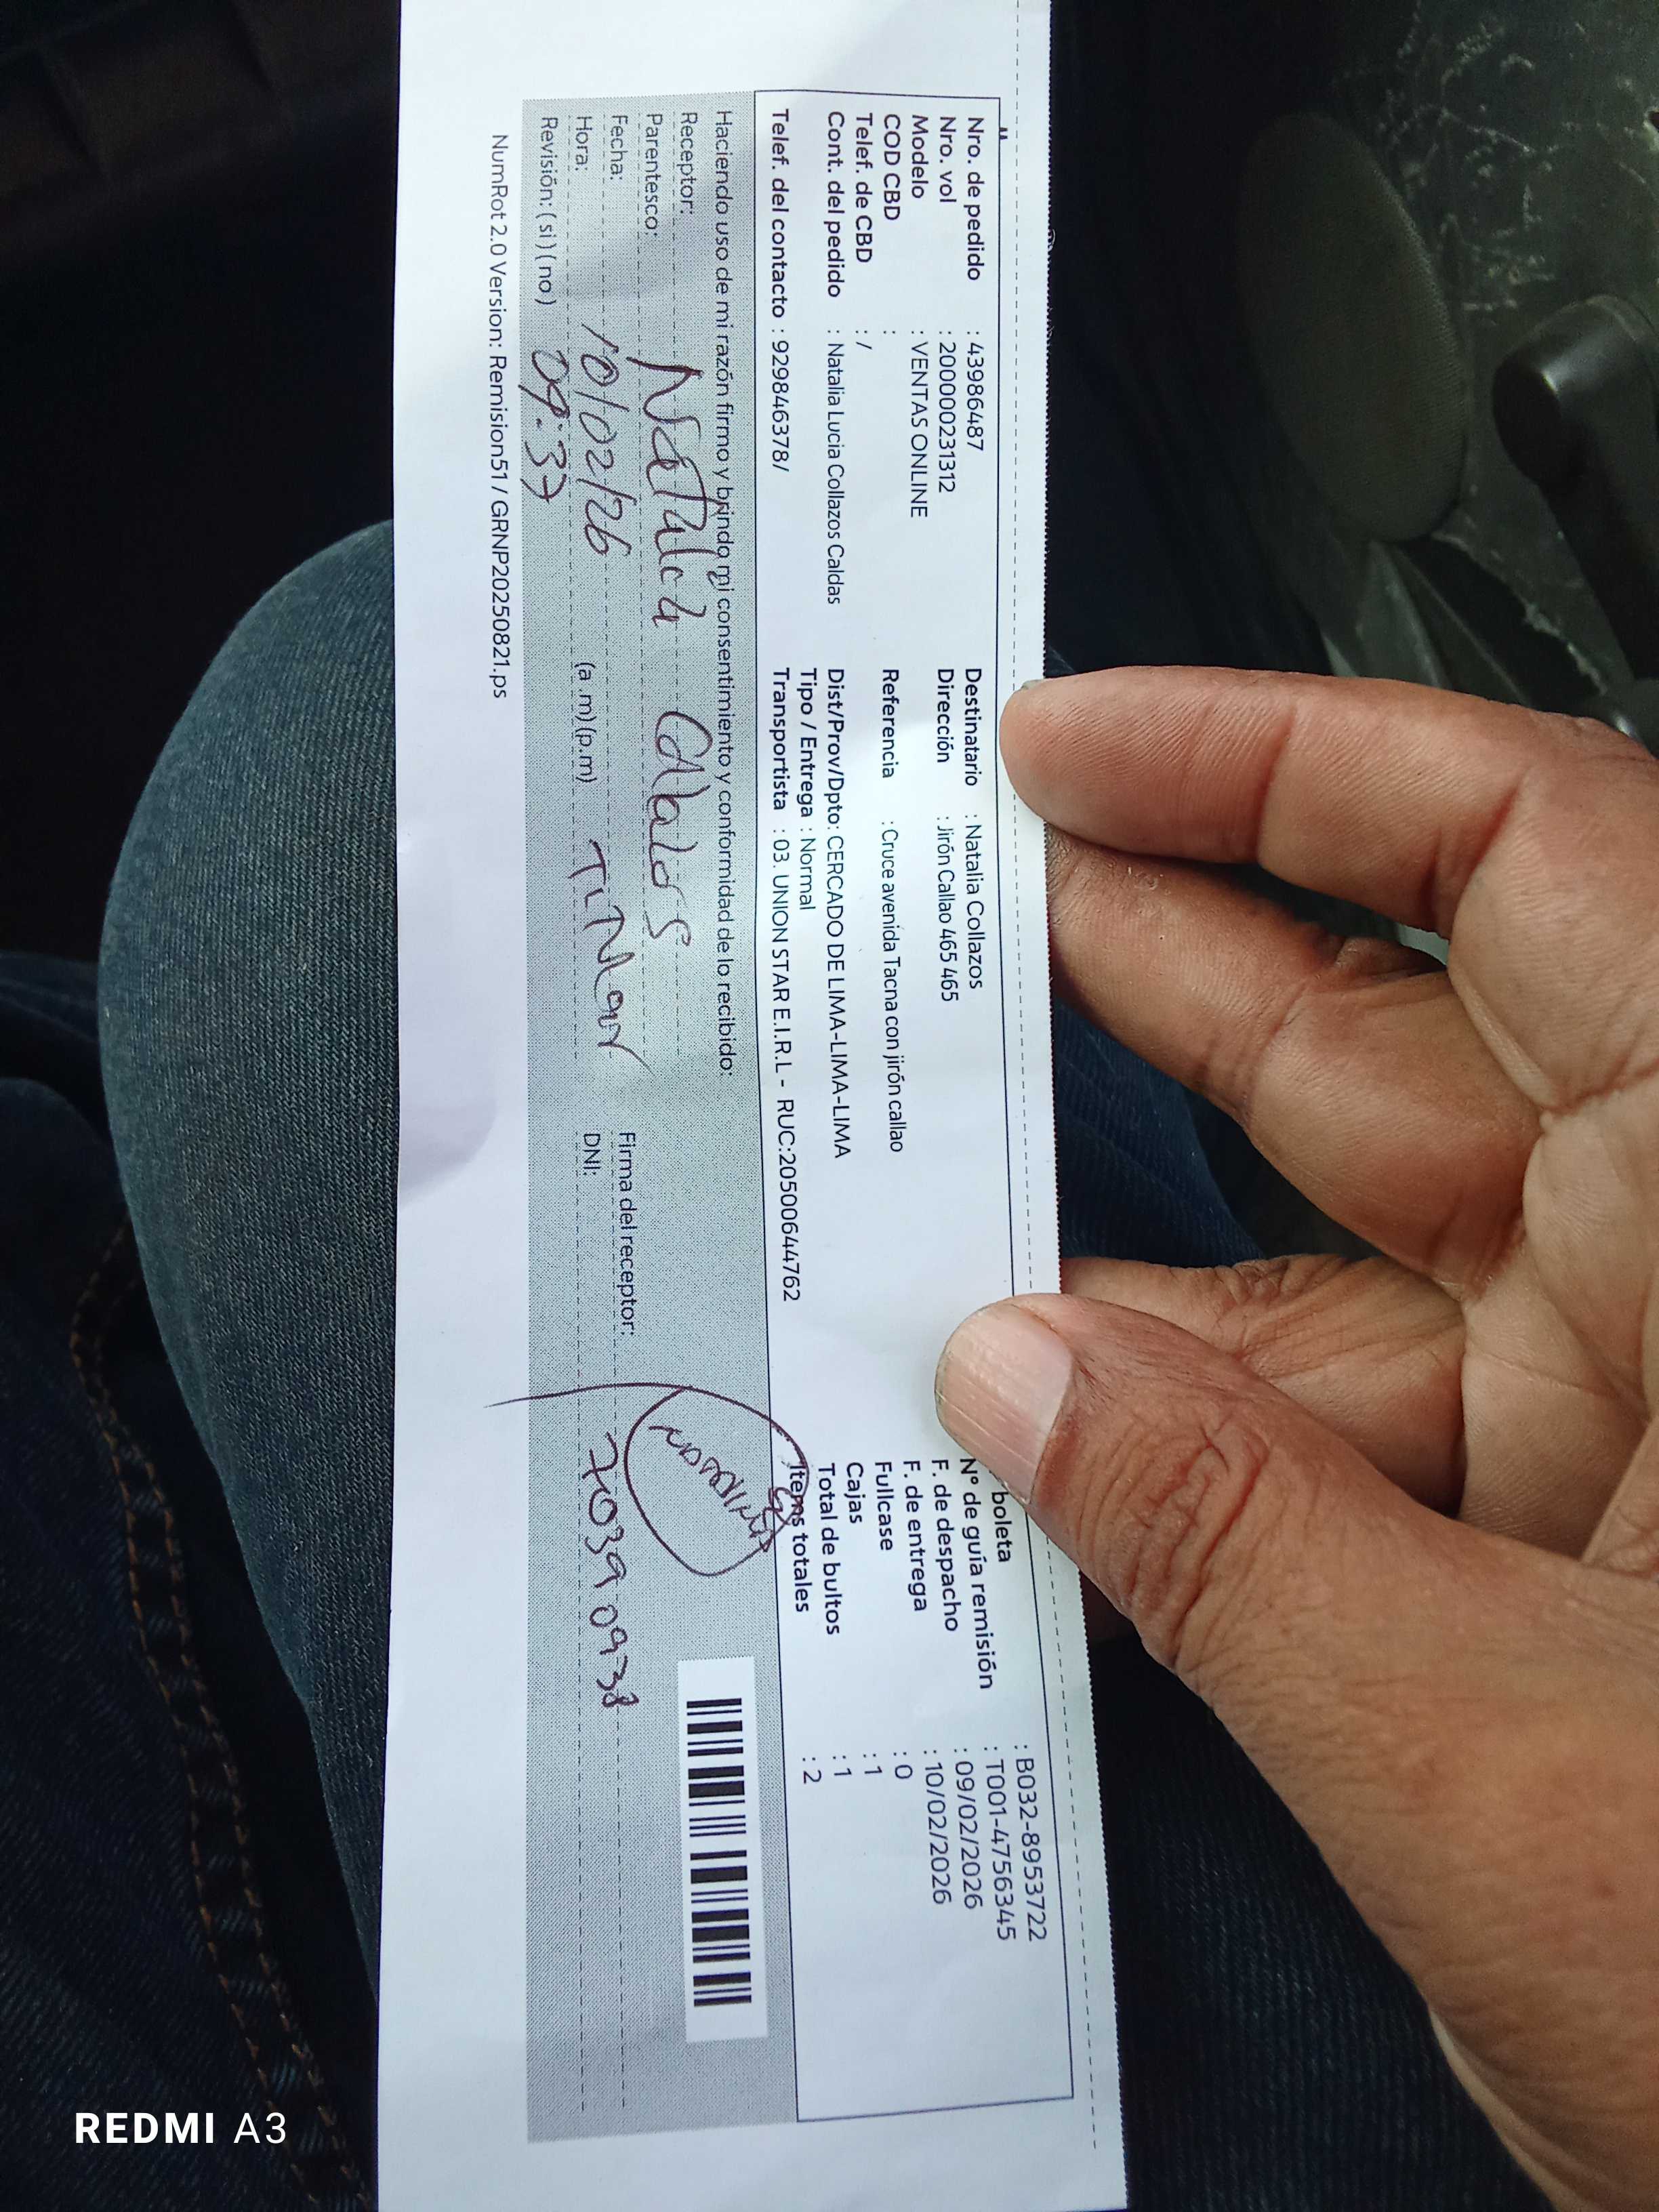 Nro. de pedido : 43986487
Nro. vol : 20000231312
Modelo : VENTAS ONLINE
COD CBD :
Telef. de CBD : /
Cont. del pedido : Natalia Lucia Collazos Caldas
Telef. del contacto : 929846378/
Destinatario : Natalia Collazos
Dirección : Jirón Callao 465 465
Referencia : Cruce avenida Tacna con jirón callao
Dist/Prov/Dpto: CERCADO DE LIMA-LIMA-LIMA
Tipo / Entrega : Normal
Transportista : 03. UNION STAR E.I.R.L - RUC:20500644762
boleta : B032-8953722
N° de guía remisión : T001-4756345
F. de despacho : 09/02/2026
F. de entrega : 10/02/2026
Fullcase : 0
Cajas : 1
Total de bultos : 1
Items totales : 2
Haciendo uso de mi razón firmo y brindo mi consentimiento y conformidad de lo recibido:
Receptor: Natalia
Parentesco: Titular
Fecha: 10/02/26
Hora: 09:37 (a .m)(p.m)
Revisión: ( si ) ( no )
Firma del receptor:
DNI: 70390938
NumRot 2.0 Version: Remision51 / GRNP20250821.ps
REDMI A3